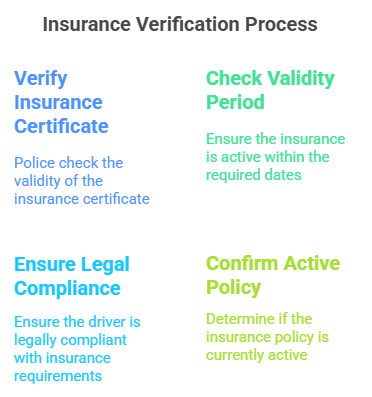 Insurance Verification Process
Verify
Insurance
Certificate
Police check the
validity of the
insurance certificate
Check Validity
Period
Ensure the insurance
is active within the
required dates
Ensure Legal
Compliance
Ensure the driver is
legally compliant
with insurance
requirements
Confirm Active
Policy
Determine if the
insurance policy is
currently active